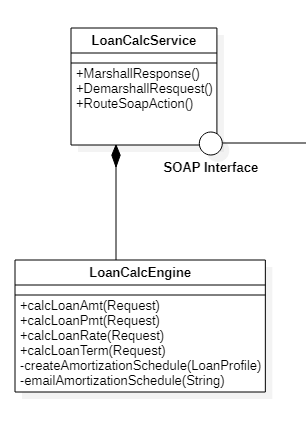 LoanCalcService
+MarshallResponse()
+DemarshallResquest()
+RouteSoapAction()
SOAP Interface
LoanCalcEngine
+calcLoanAmt(Request)
+calcLoanPmt(Request)
+calcLoanRate(Request)
+calcLoanTerm(Request)
-createAmortizationSchedule(LoanProfile)
-emailAmortizationSchedule(String)